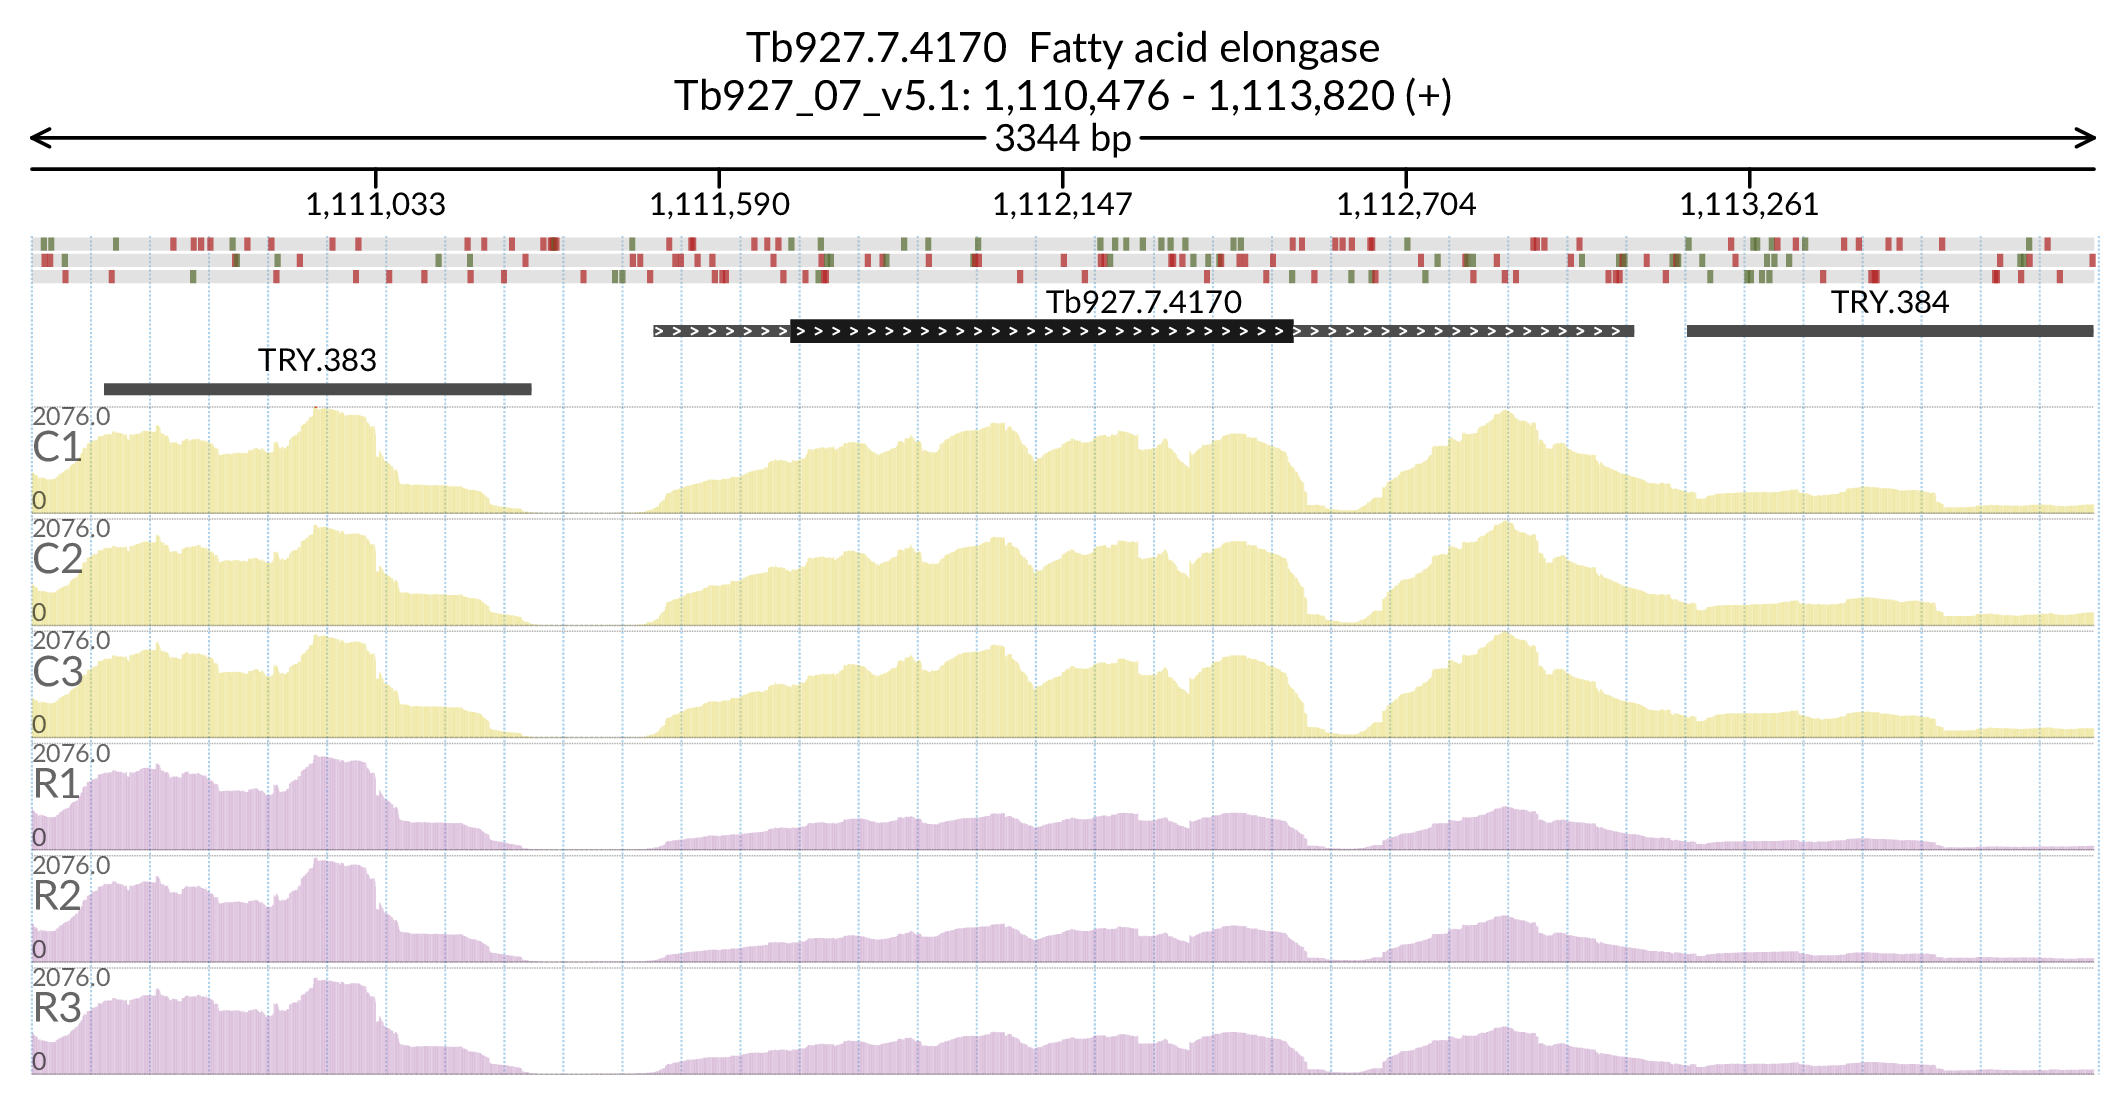 Tb927.7.4170  Fatty acid elongase
Tb927_07_v5.1: 1,110,476 - 1,113,820 (+)
3344 bp
1,111,033 1,111,590 1,112,147 1,112,704 1,113,261
Tb927.7.4170 TRY.384
TRY.383
2076.0
C1
0
2076.0
C2
0
2076.0
C3
0
2076.0
R1
0
2076.0
R2
0
2076.0
R3
0